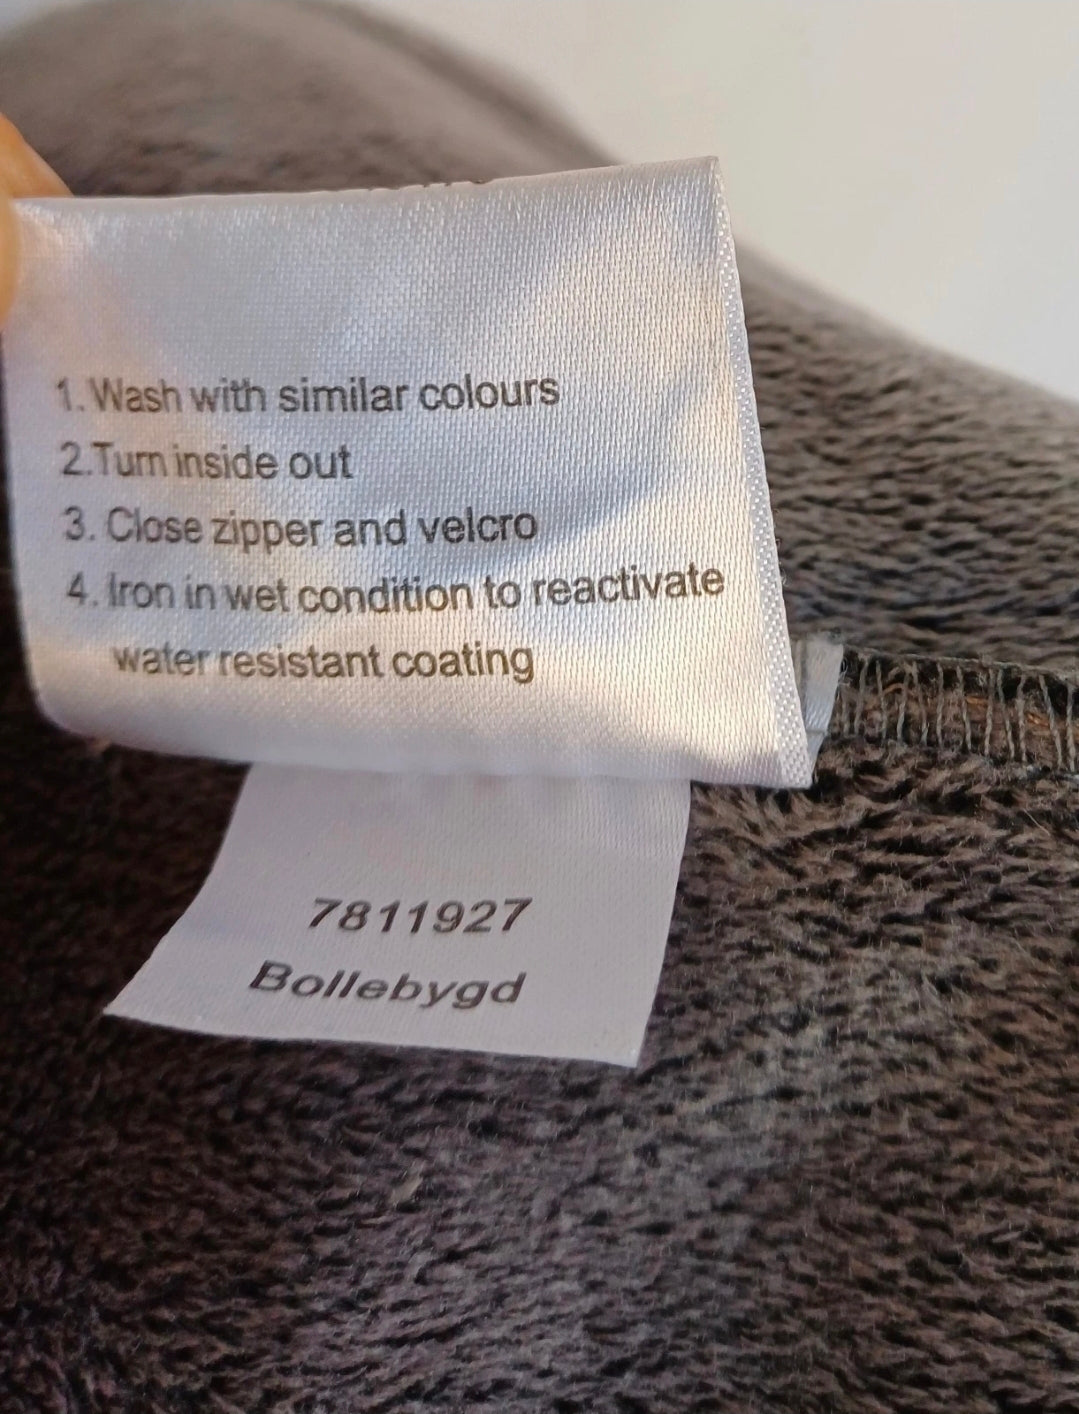 1. Wash with similar colours
2.Turn inside out
3. Close zipper and velcro
4. Iron in wet condition to reactivate
water resistant coating
7811927
Bollebygd